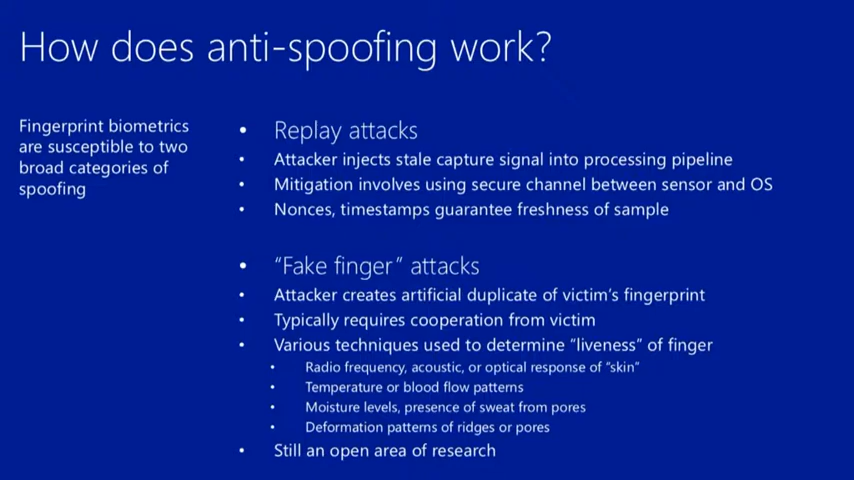 How does anti-spoofing work?
Fingerprint biometrics
are susceptible to two
broad categories of
spoofing
• Replay attacks
• Attacker injects stale capture signal into processing pipeline
• Mitigation involves using secure channel between sensor and OS
• Nonces, timestamps guarantee freshness of sample
• “Fake finger” attacks
• Attacker creates artificial duplicate of victim’s fingerprint
• Typically requires cooperation from victim
• Various techniques used to determine “liveness” of finger
• Radio frequency, acoustic, or optical response of “skin”
• Temperature or blood flow patterns
• Moisture levels, presence of sweat from pores
• Deformation patterns of ridges or pores
• Still an open area of research